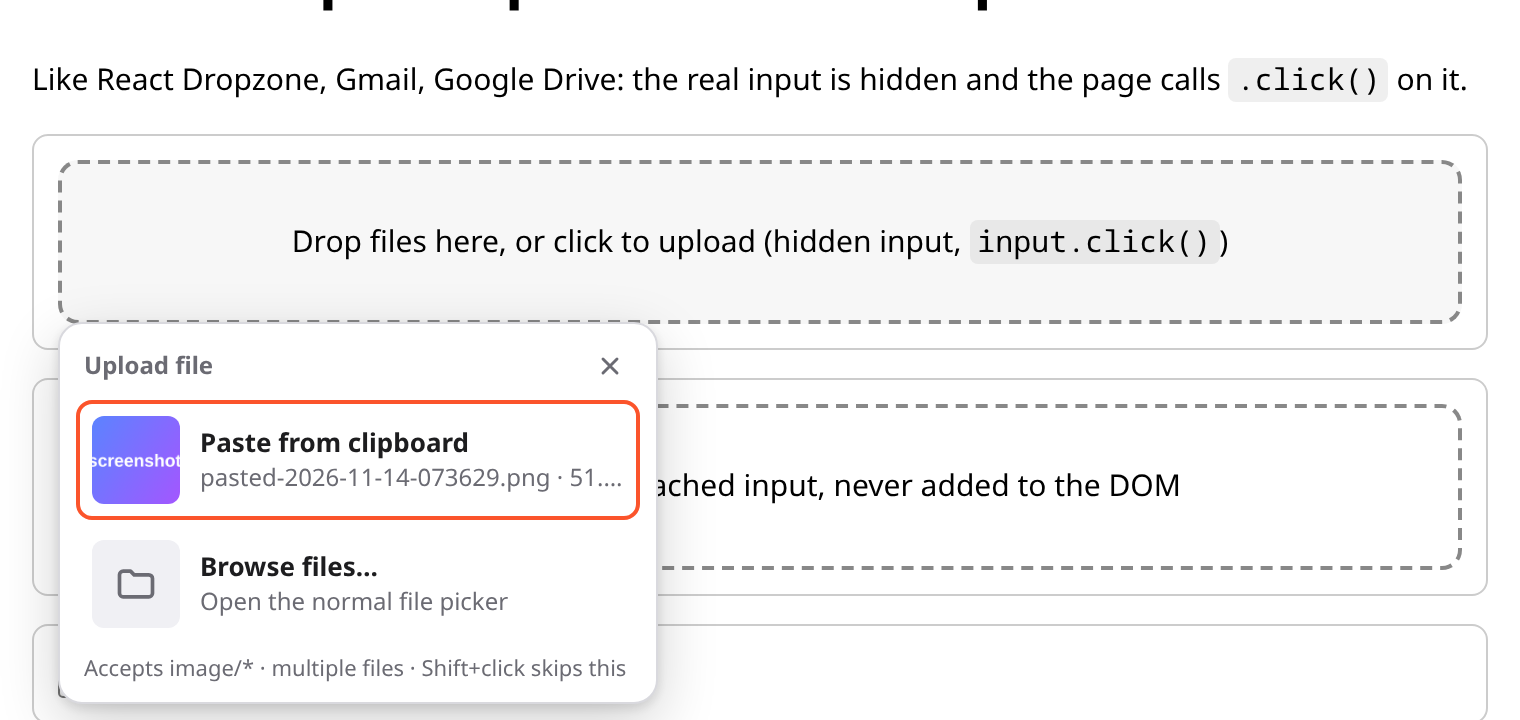 Like React Dropzone, Gmail, Google Drive: the real input is hidden and the page calls .click() on it.
Drop files here, or click to upload (hidden input, input.click())
Upload file
screenshot
Paste from clipboard
pasted-2026-11-14-073629.png · 51....
ached input, never added to the DOM
Browse files...
Open the normal file picker
Accepts image/* · multiple files · Shift+click skips this